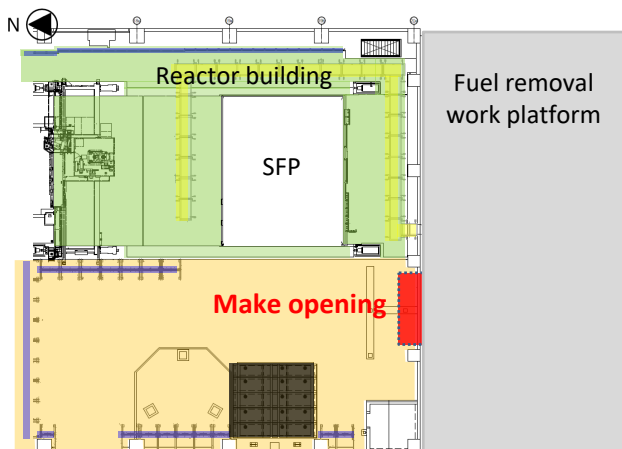 N
Reactor building
Fuel removal
work platform
SFP
Make opening